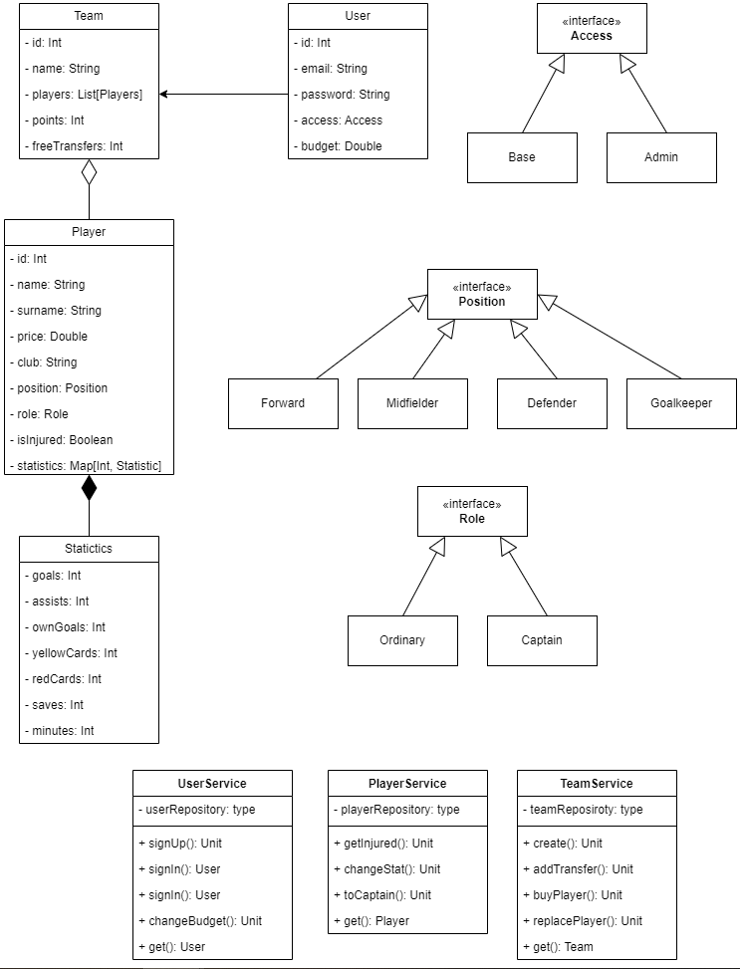 Team
- id: Int
- name: String
- players: List[Players]
- points: Int
- freeTransfers: Int
User
- id: Int
- email: String
- password: String
- access: Access
- budget: Double
«interface»
Access
Base
Admin
Player
- id: Int
- name: String
- surname: String
- price: Double
- club: String
- position: Position
- role: Role
- isInjured: Boolean
- statistics: Map[Int, Statistic]
«interface»
Position
Forward
Midfielder
Defender
Goalkeeper
«interface»
Role
Ordinary
Captain
Statictics
- goals: Int
- assists: Int
- ownGoals: Int
- yellowCards: Int
- redCards: Int
- saves: Int
- minutes: Int
UserService
- userRepository: type
+ signUp(): Unit
+ signIn(): User
+ signIn(): User
+ changeBudget(): Unit
+ get(): User
PlayerService
- playerRepository: type
+ getInjured(): Unit
+ changeStat(): Unit
+ toCaptain(): Unit
+ get(): Player
TeamService
- teamReposiroty: type
+ create(): Unit
+ addTransfer(): Unit
+ buyPlayer(): Unit
+ replacePlayer(): Unit
+ get(): Team